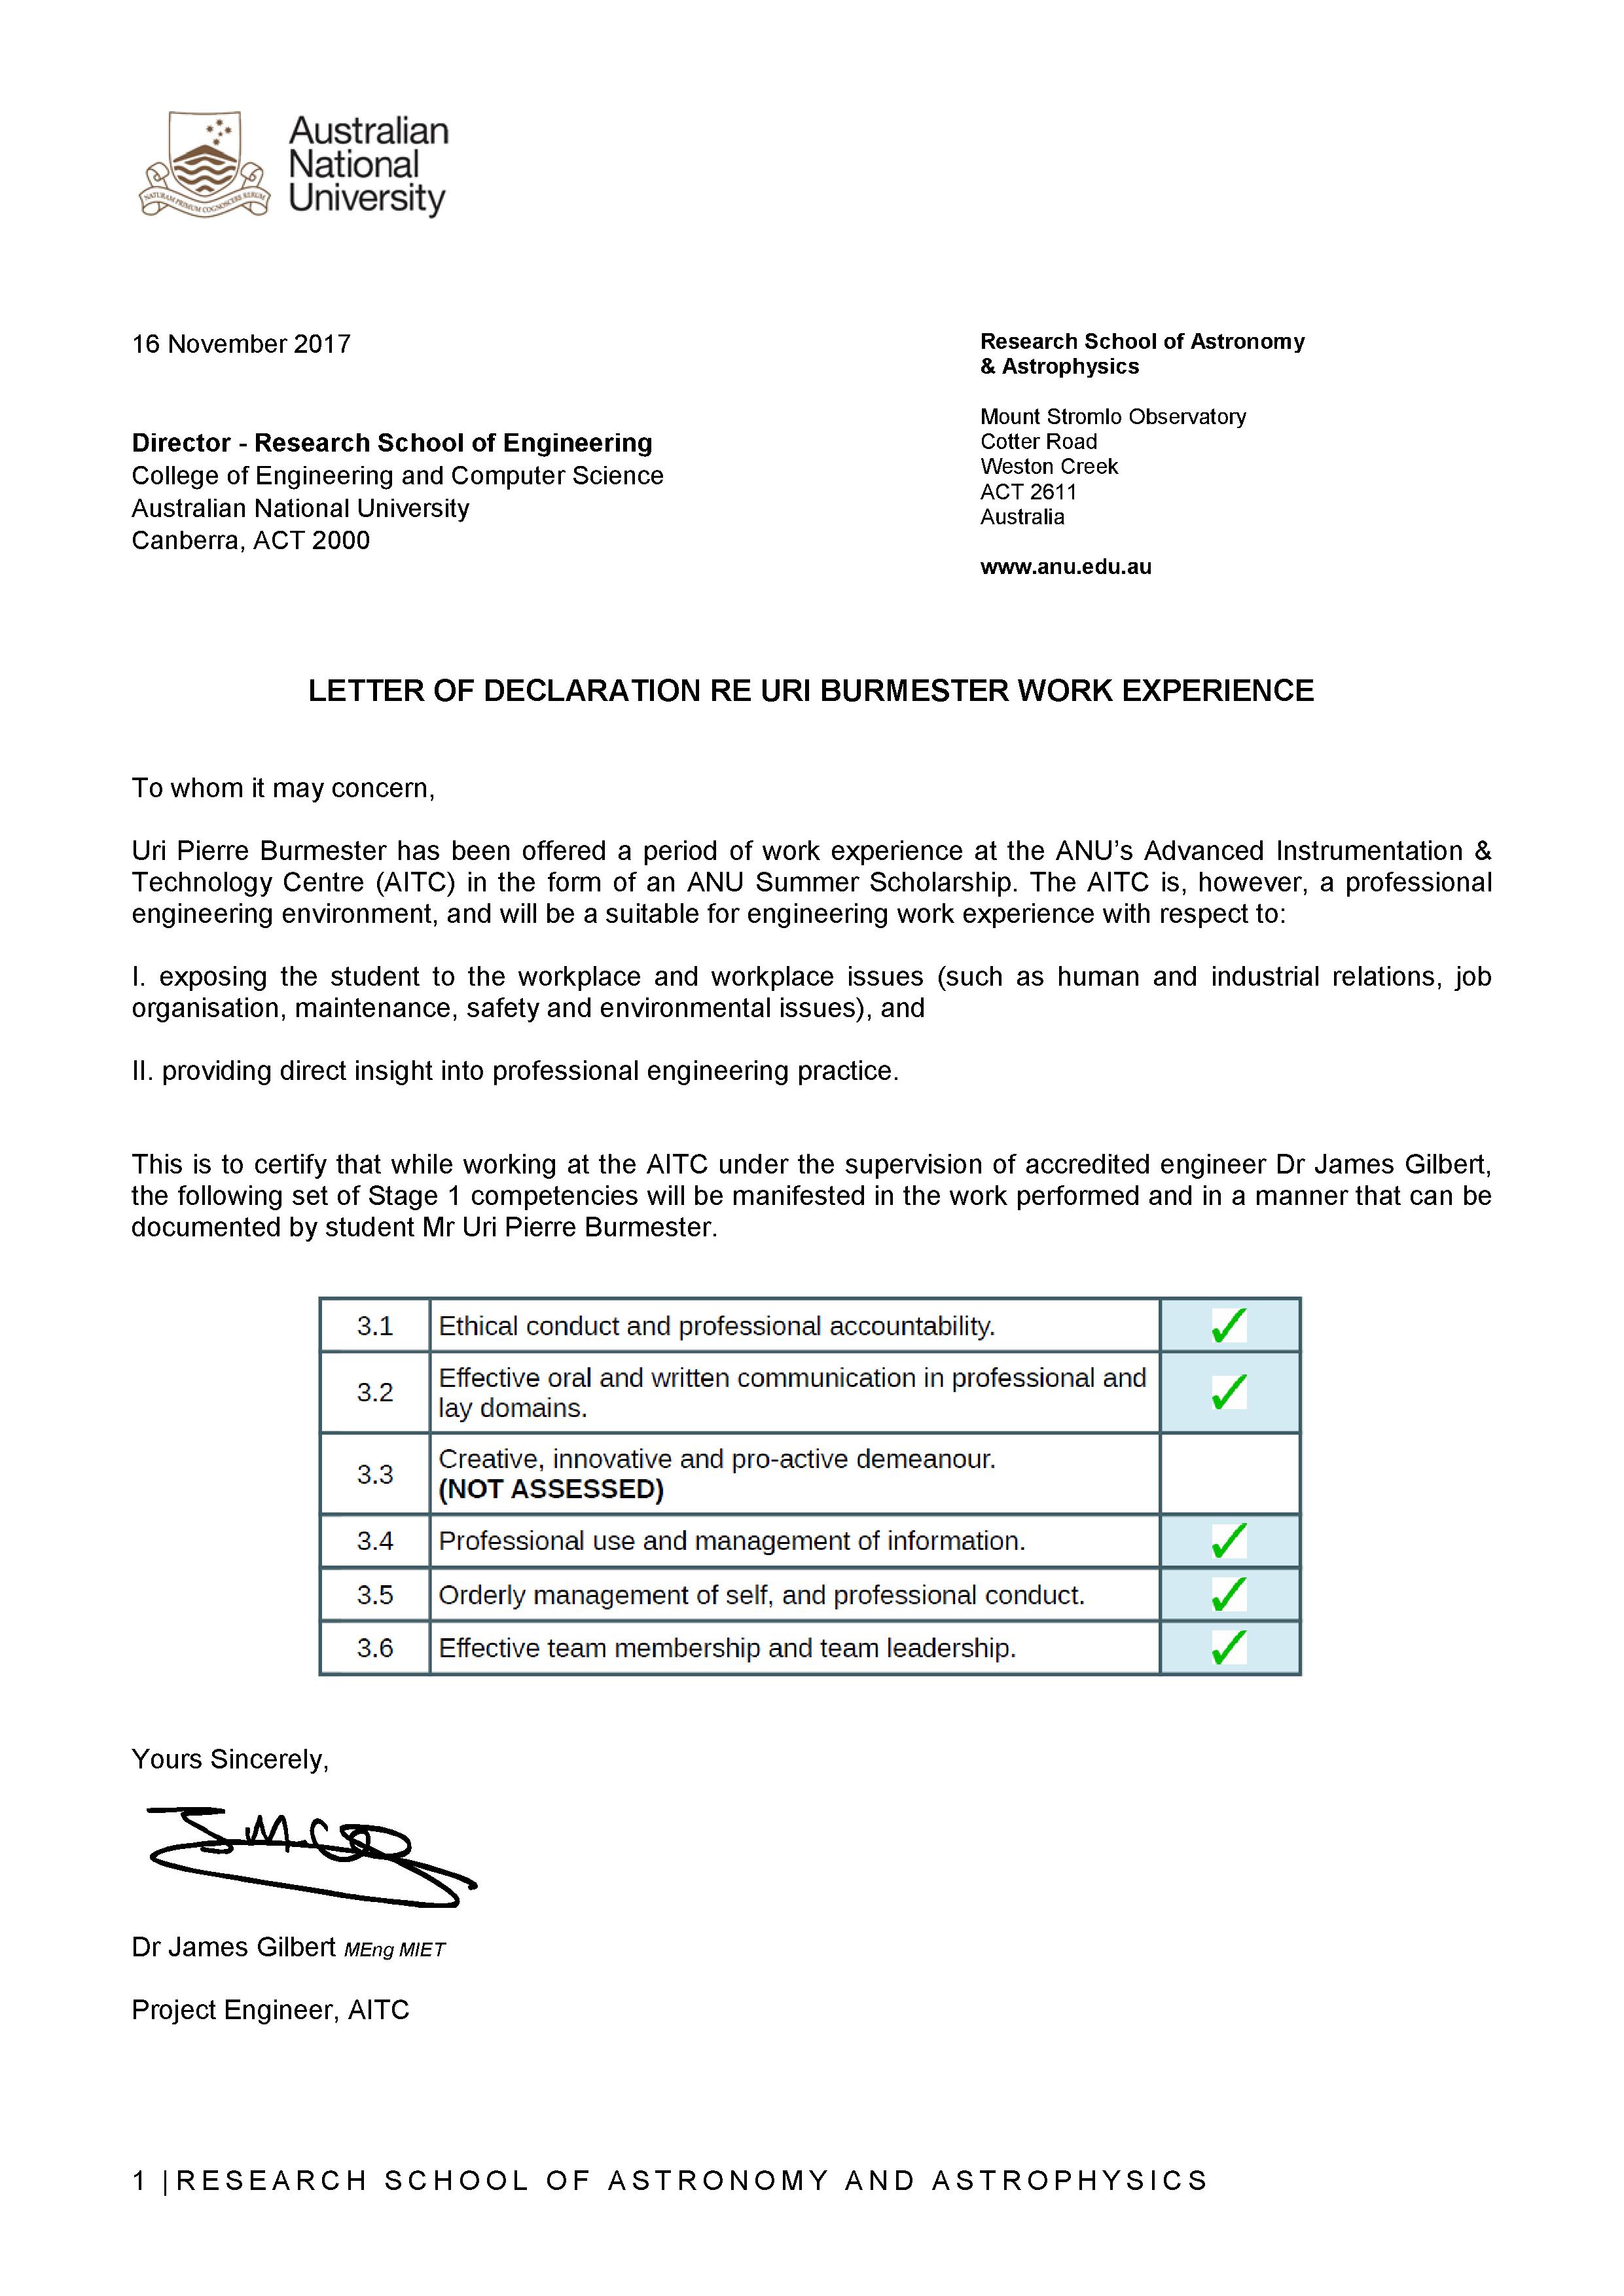 Australian
National
University
NATURAM PRIMUM COGNOSCERE RERUM
16 November 2017
Director - Research School of Engineering
College of Engineering and Computer Science
Australian National University
Canberra, ACT 2000
Research School of Astronomy
& Astrophysics
Mount Stromlo Observatory
Cotter Road
Weston Creek
ACT 2611
Australia
www.anu.edu.au
LETTER OF DECLARATION RE URI BURMESTER WORK EXPERIENCE
To whom it may concern,
Uri Pierre Burmester has been offered a period of work experience at the ANU’s Advanced Instrumentation &
Technology Centre (AITC) in the form of an ANU Summer Scholarship. The AITC is, however, a professional
engineering environment, and will be a suitable for engineering work experience with respect to:
I. exposing the student to the workplace and workplace issues (such as human and industrial relations, job
organisation, maintenance, safety and environmental issues), and
II. providing direct insight into professional engineering practice.
This is to certify that while working at the AITC under the supervision of accredited engineer Dr James Gilbert,
the following set of Stage 1 competencies will be manifested in the work performed and in a manner that can be
documented by student Mr Uri Pierre Burmester.
3.1 Ethical conduct and professional accountability. ✓
3.2 Effective oral and written communication in professional and
lay domains. ✓
3.3 Creative, innovative and pro-active demeanour.
(NOT ASSESSED)
3.4 Professional use and management of information. ✓
3.5 Orderly management of self, and professional conduct. ✓
3.6 Effective team membership and team leadership. ✓
Yours Sincerely,
Dr James Gilbert MEng MIET
Project Engineer, AITC
1 | RESEARCH SCHOOL OF ASTRONOMY AND ASTROPHYSICS